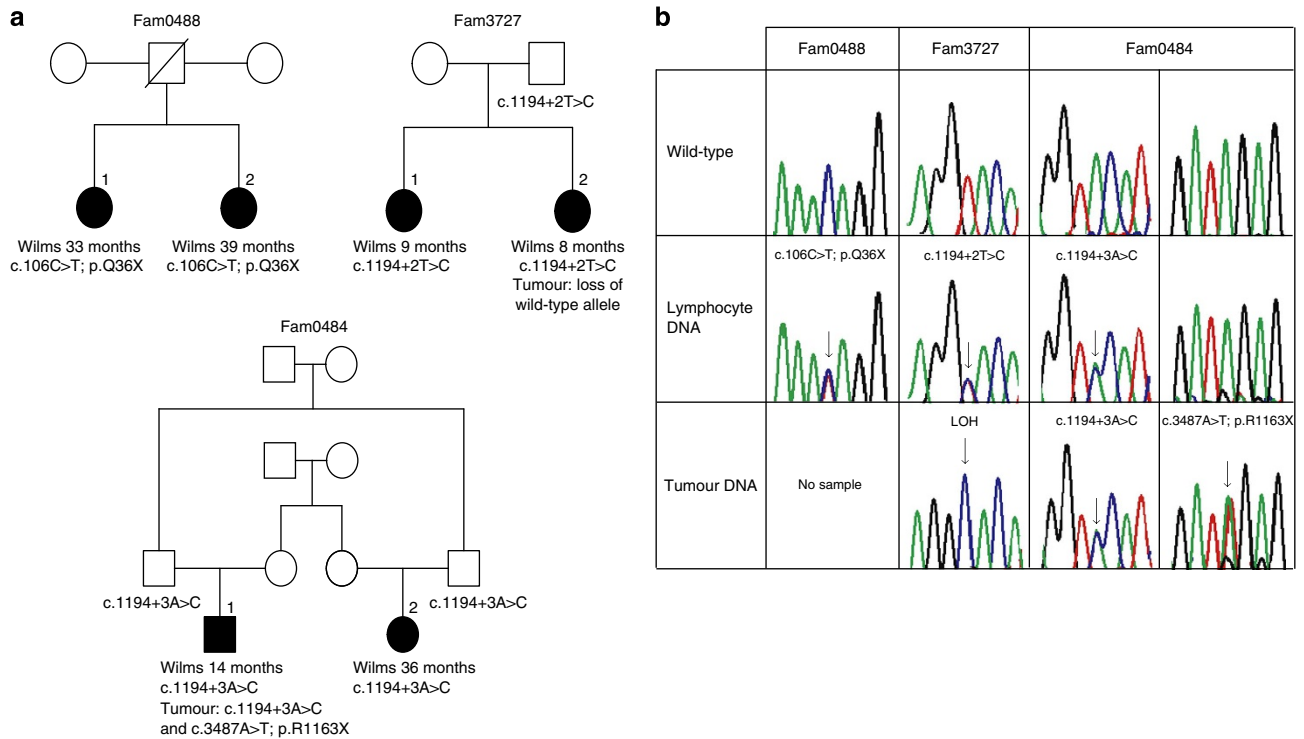 a
Fam0488
1
2
Wilms 33 months
c.106C>T; p.Q36X
Wilms 39 months
c.106C>T; p.Q36X
Fam3727
c.1194+2T>C
1
2
Wilms 9 months
c.1194+2T>C
Wilms 8 months
c.1194+2T>C
Tumour: loss of
wild-type allele
Fam0484
c.1194+3A>C
c.1194+3A>C
1
2
Wilms 14 months
c.1194+3A>C
Tumour: c.1194+3A>C
and c.3487A>T; p.R1163X
Wilms 36 months
c.1194+3A>C
b
Fam0488
Fam3727
Fam0484
Wild-type
Lymphocyte
DNA
c.106C>T; p.Q36X
c.1194+2T>C
c.1194+3A>C
Tumour DNA
No sample
LOH
c.1194+3A>C
c.3487A>T; p.R1163X